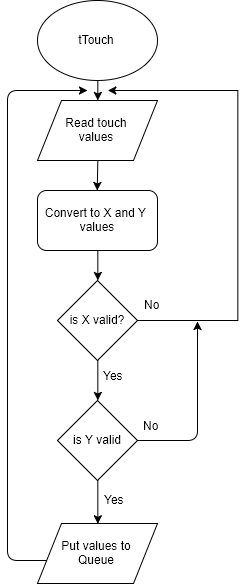 tTouch
Read touch
values
Convert to X and Y
values
is X valid?
No
Yes
is Y valid
No
Yes
Put values to
Queue